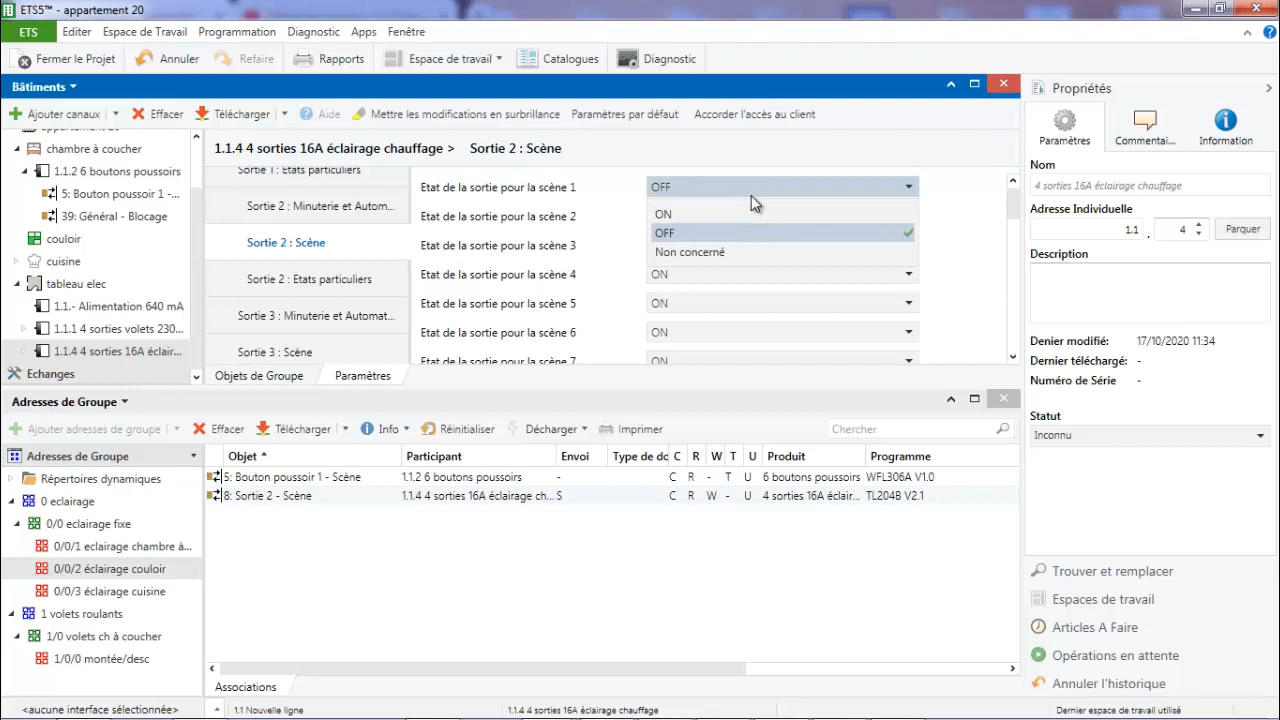 ETS5™ - appartement 20
ETS Editer Espace de Travail Programmation Diagnostic Apps Fenêtre
Fermer le Projet Annuler Refaire Rapports Espace de travail Catalogues Diagnostic
Bâtiments
Ajouter canaux Effacer Télécharger Aide Mettre les modifications en surbrillance Paramètres par défaut Accorder l'accès au client
appartement 20
chambre à coucher
1.1.2 6 boutons poussoirs
5: Bouton poussoir 1 -...
39: Général - Blocage
couloir
cuisine
tableau elec
1.1.- Alimentation 640 mA
1.1.1 4 sorties volets 230...
1.1.4 4 sorties 16A éclair...
Echanges
1.1.4 4 sorties 16A éclairage chauffage > Sortie 2 : Scène
Sortie 1 : Etats particuliers
Sortie 2 : Minuterie et Autom...
Sortie 2 : Scène
Sortie 2 : Etats particuliers
Sortie 3 : Minuterie et Automat...
Sortie 3 : Scène
Etat de la sortie pour la scène 1 OFF
Etat de la sortie pour la scène 2
Etat de la sortie pour la scène 3
Etat de la sortie pour la scène 4 ON
Etat de la sortie pour la scène 5 ON
Etat de la sortie pour la scène 6 ON
Etat de la sortie pour la scène 7 ON
ON
OFF
Non concerné
Objets de Groupe Paramètres
Adresses de Groupe
Ajouter adresses de groupe Effacer Télécharger Info Réinitialiser Décharger Imprimer Chercher
Adresses de Groupe
Répertoires dynamiques
0 eclairage
0/0 eclairage fixe
0/0/1 eclairage chambre à...
0/0/2 éclairage couloir
0/0/3 éclairage cuisine
1 volets roulants
1/0 volets ch à coucher
1/0/0 montée/desc
Objet Participant Envoi Type de do C R W T U Produit Programme
5: Bouton poussoir 1 - Scène 1.1.2 6 boutons poussoirs - C R - T U 6 boutons poussoirs WFL306A V1.0
8: Sortie 2 - Scène 1.1.4 4 sorties 16A éclairage ch... S C R W - U 4 sorties 16A éclair... TL204B V2.1
Associations
Propriétés
Paramètres Commentai... Information
Nom
4 sorties 16A éclairage chauffage
Adresse Individuelle
1.1 . 4 Parquer
Description
Denier modifié: 17/10/2020 11:34
Dernier téléchargé: -
Numéro de Série -
Statut
Inconnu
Trouver et remplacer
Espaces de travail
Articles A Faire
Opérations en attente
Annuler l'historique
<aucune interface sélectionnée> 1.1 Nouvelle ligne 1.1.4 4 sorties 16A éclairage chauffage Dernier espace de travail utilisé